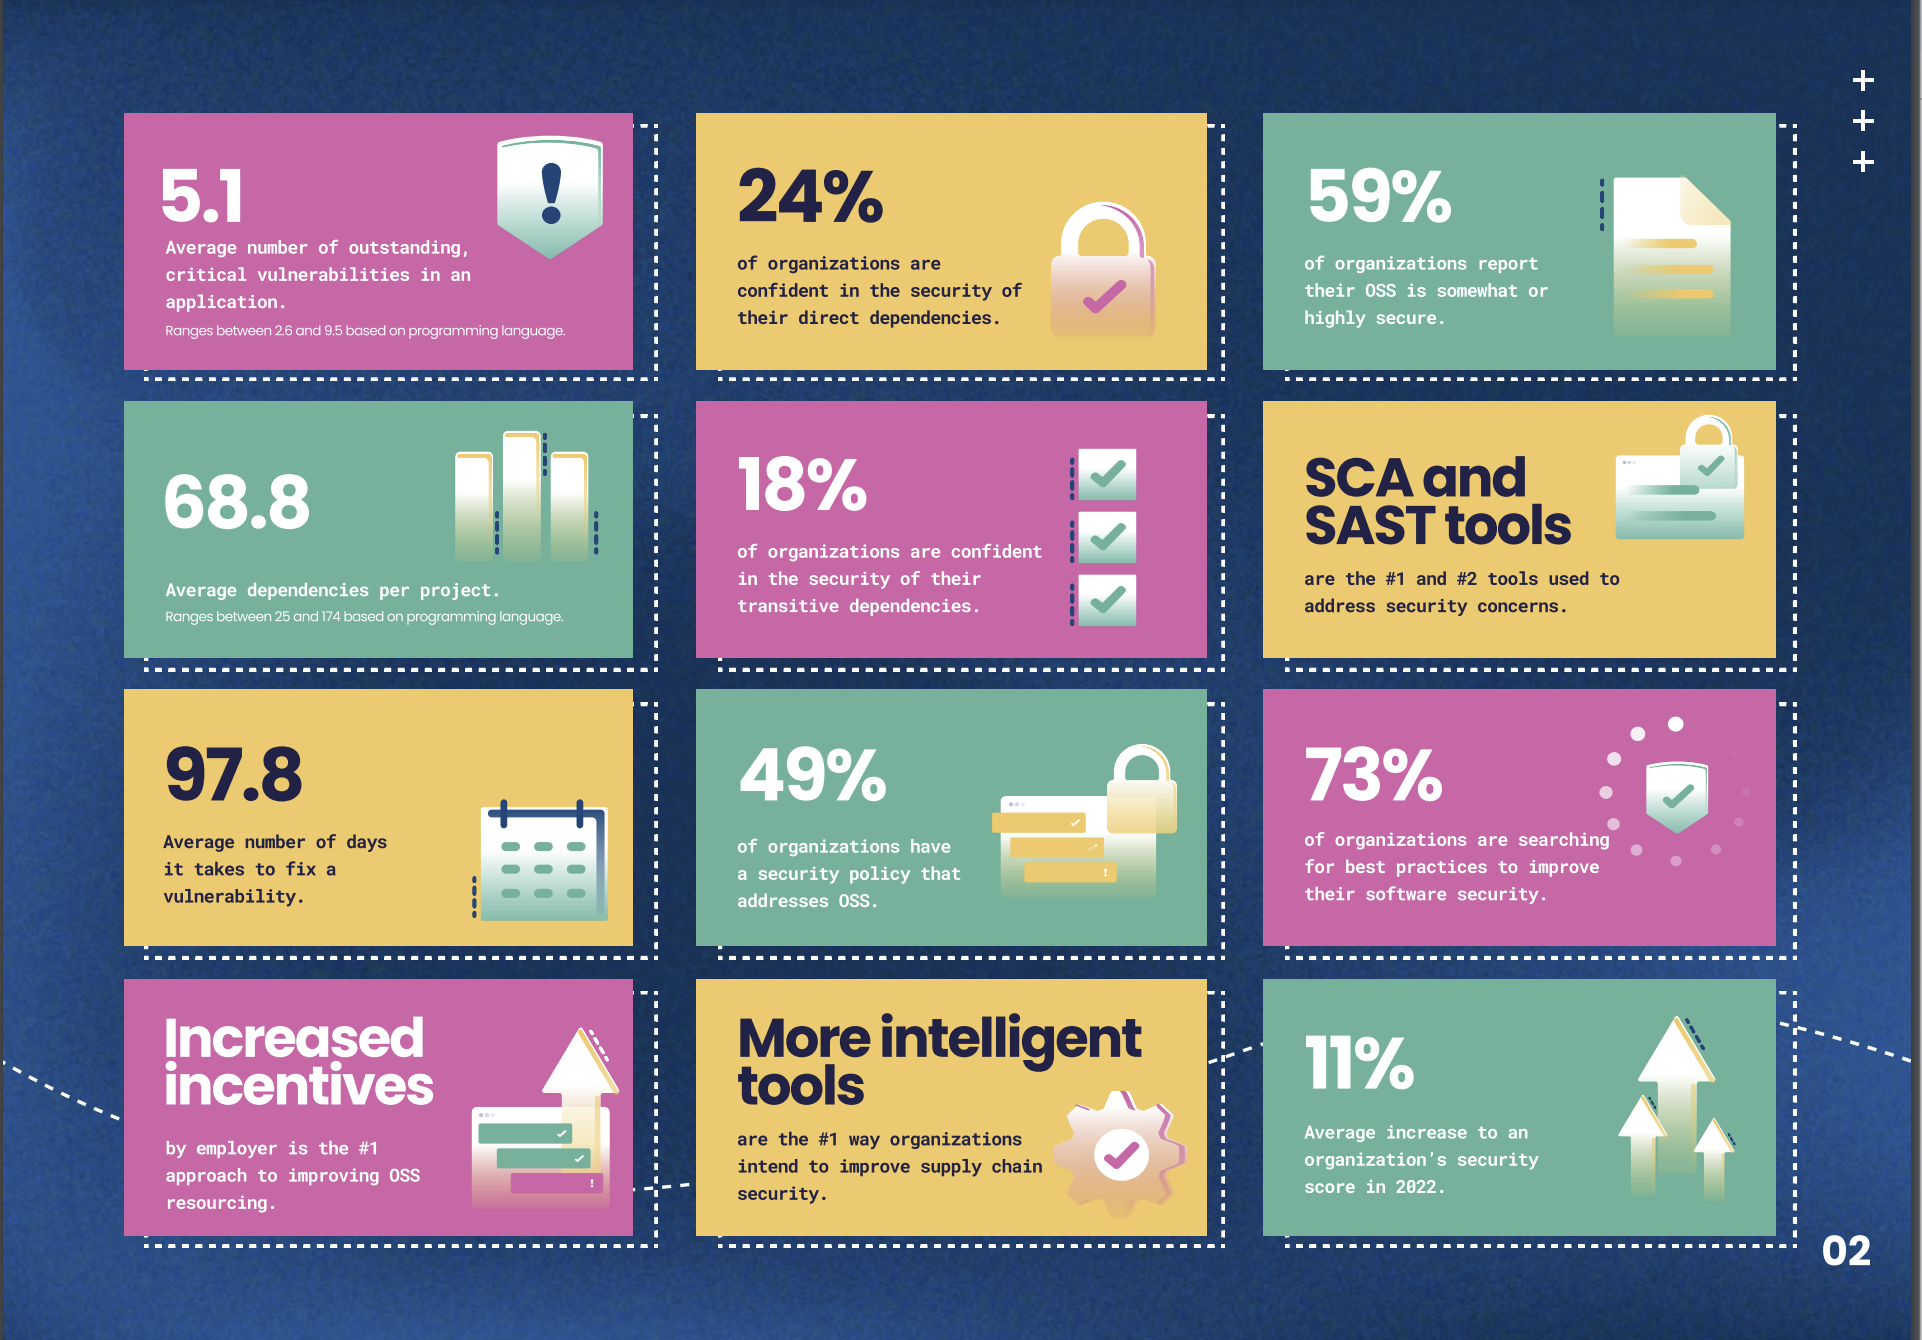 5.1
Average number of outstanding,
critical vulnerabilities in an
application.
Ranges between 2.6 and 9.5 based on programming language.
24%
of organizations are
confident in the security of
their direct dependencies.
59%
of organizations report
their OSS is somewhat or
highly secure.
68.8
Average dependencies per project.
Ranges between 25 and 174 based on programming language.
18%
of organizations are confident
in the security of their
transitive dependencies.
SCA and
SAST tools
are the #1 and #2 tools used to
address security concerns.
97.8
Average number of days
it takes to fix a
vulnerability.
49%
of organizations have
a security policy that
addresses OSS.
73%
of organizations are searching
for best practices to improve
their software security.
Increased
incentives
by employer is the #1
approach to improving OSS
resourcing.
More intelligent
tools
are the #1 way organizations
intend to improve supply chain
security.
11%
Average increase to an
organization’s security
score in 2022.
02